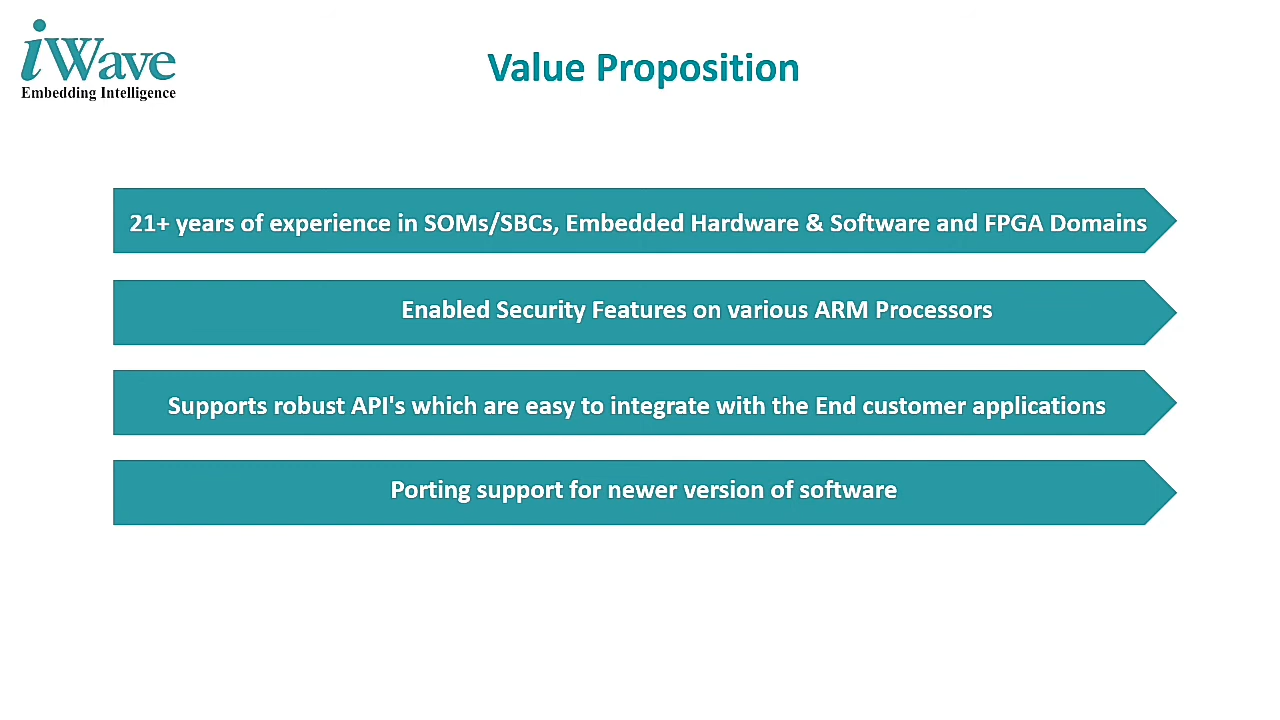 iWave
Embedding Intelligence
Value Proposition
21+ years of experience in SOMs/SBCs, Embedded Hardware & Software and FPGA Domains
Enabled Security Features on various ARM Processors
Supports robust API's which are easy to integrate with the End customer applications
Porting support for newer version of software